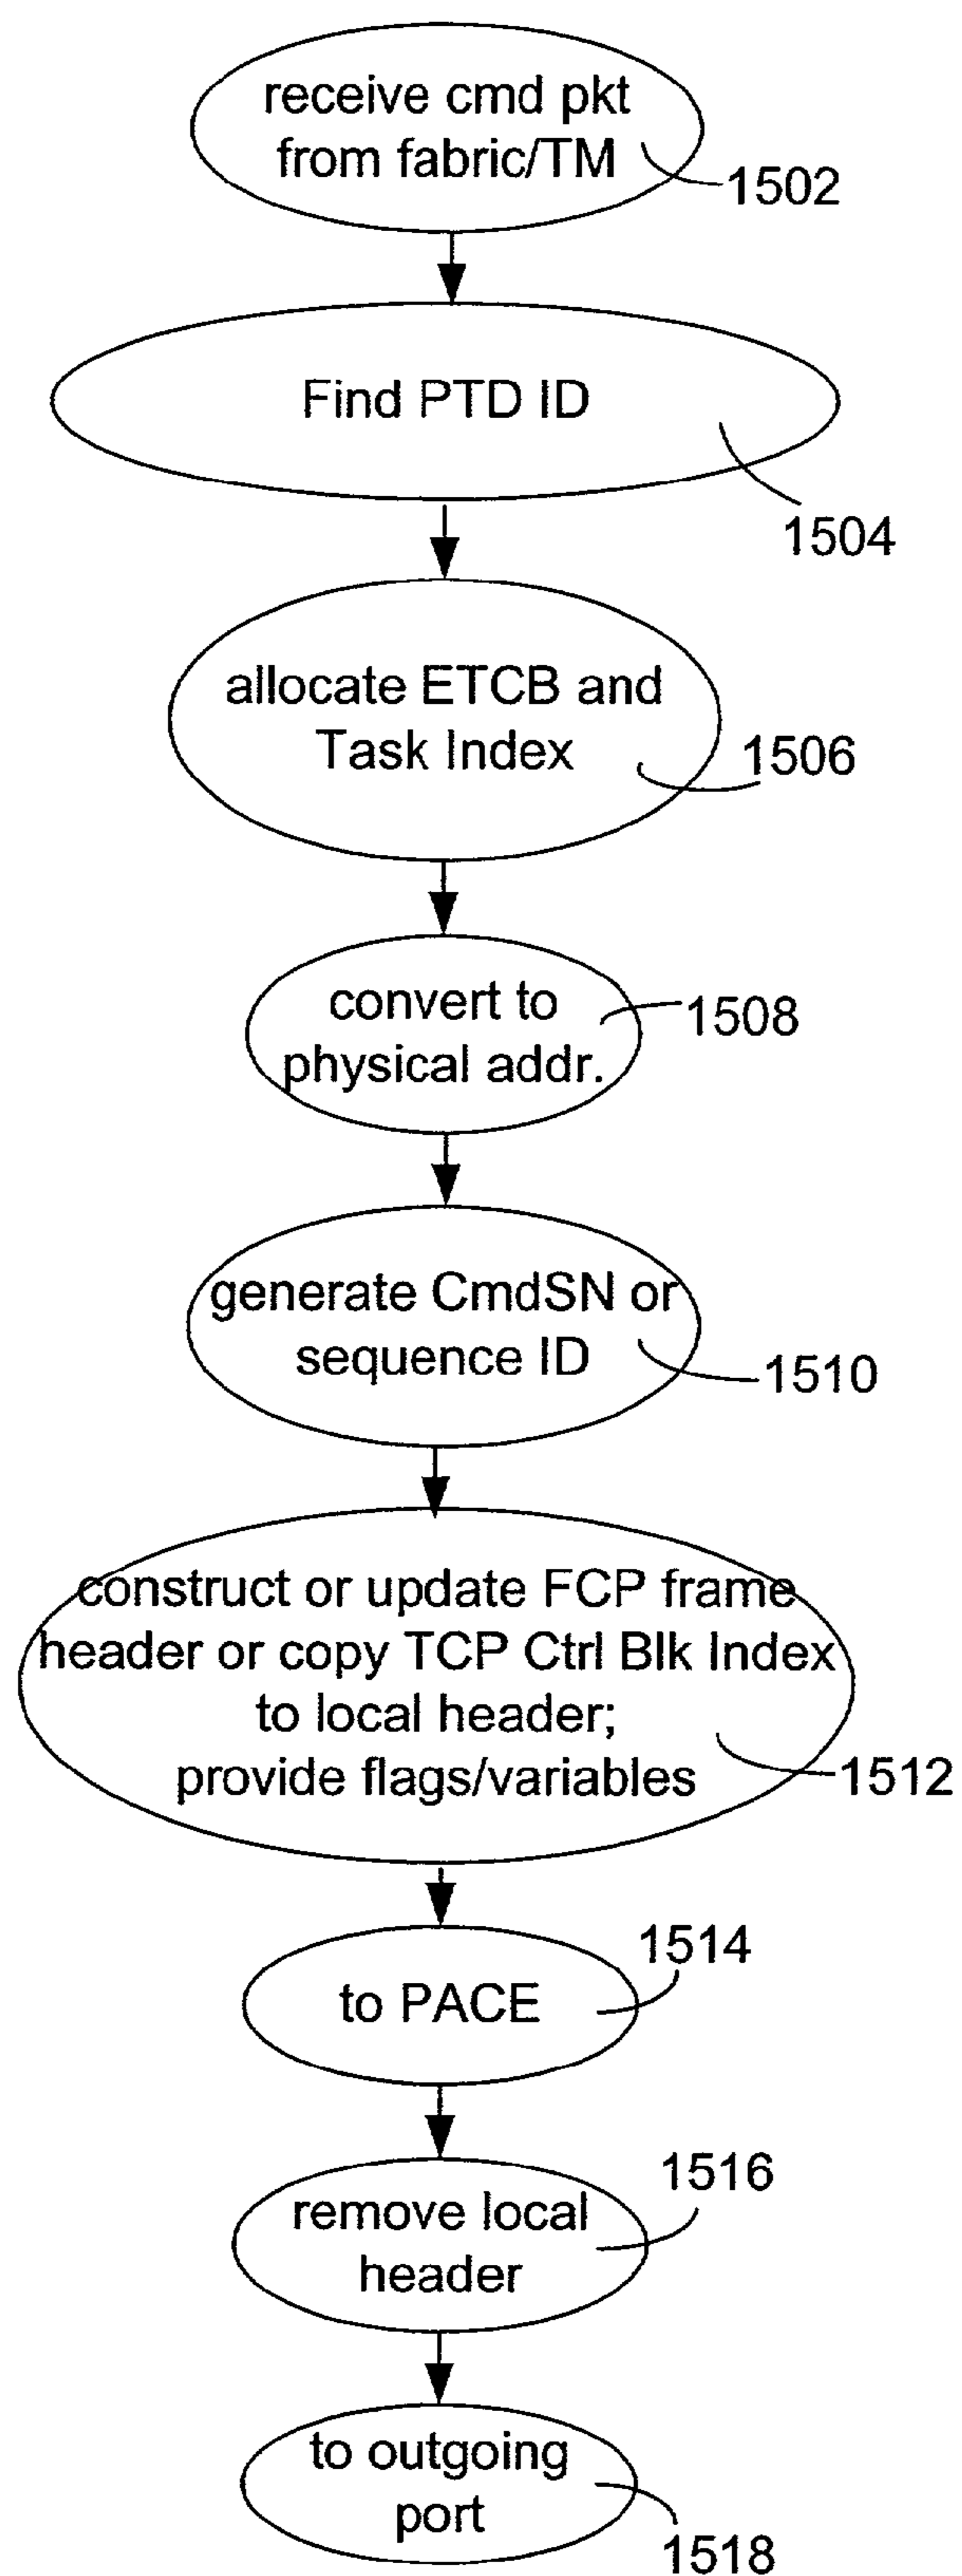 receive cmd pkt
from fabric/TM
1502
Find PTD ID
1504
allocate ETCB and
Task Index
1506
convert to
physical addr.
1508
generate CmdSN or
sequence ID
1510
construct or update FCP frame
header or copy TCP Ctrl Blk Index
to local header;
provide flags/variables
1512
to PACE
1514
remove local
header
1516
to outgoing
port
1518